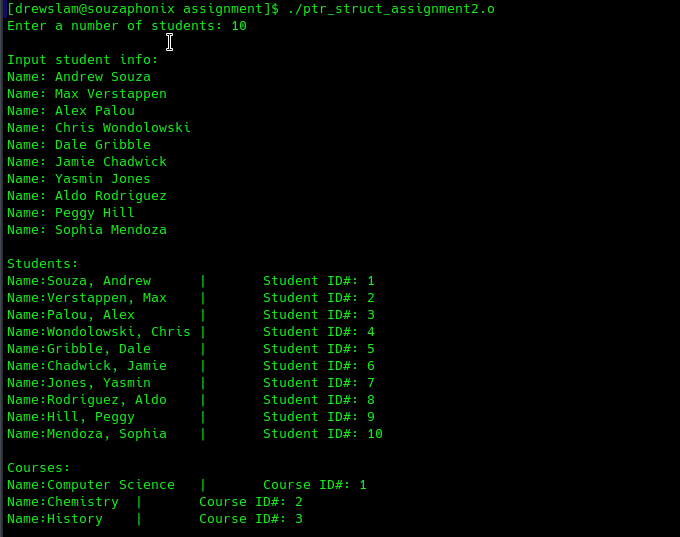 [drewslam@souzaphonix assignment]$ ./ptr_struct_assignment2.o
Enter a number of students: 10

Input student info:
Name: Andrew Souza
Name: Max Verstappen
Name: Alex Palou
Name: Chris Wondolowski
Name: Dale Gribble
Name: Jamie Chadwick
Name: Yasmin Jones
Name: Aldo Rodriguez
Name: Peggy Hill
Name: Sophia Mendoza

Students:
Name:Souza, Andrew      |       Student ID#: 1
Name:Verstappen, Max    |       Student ID#: 2
Name:Palou, Alex        |       Student ID#: 3
Name:Wondolowski, Chris |       Student ID#: 4
Name:Gribble, Dale      |       Student ID#: 5
Name:Chadwick, Jamie    |       Student ID#: 6
Name:Jones, Yasmin      |       Student ID#: 7
Name:Rodriguez, Aldo    |       Student ID#: 8
Name:Hill, Peggy        |       Student ID#: 9
Name:Mendoza, Sophia    |       Student ID#: 10

Courses:
Name:Computer Science   |       Course ID#: 1
Name:Chemistry  |       Course ID#: 2
Name:History    |       Course ID#: 3